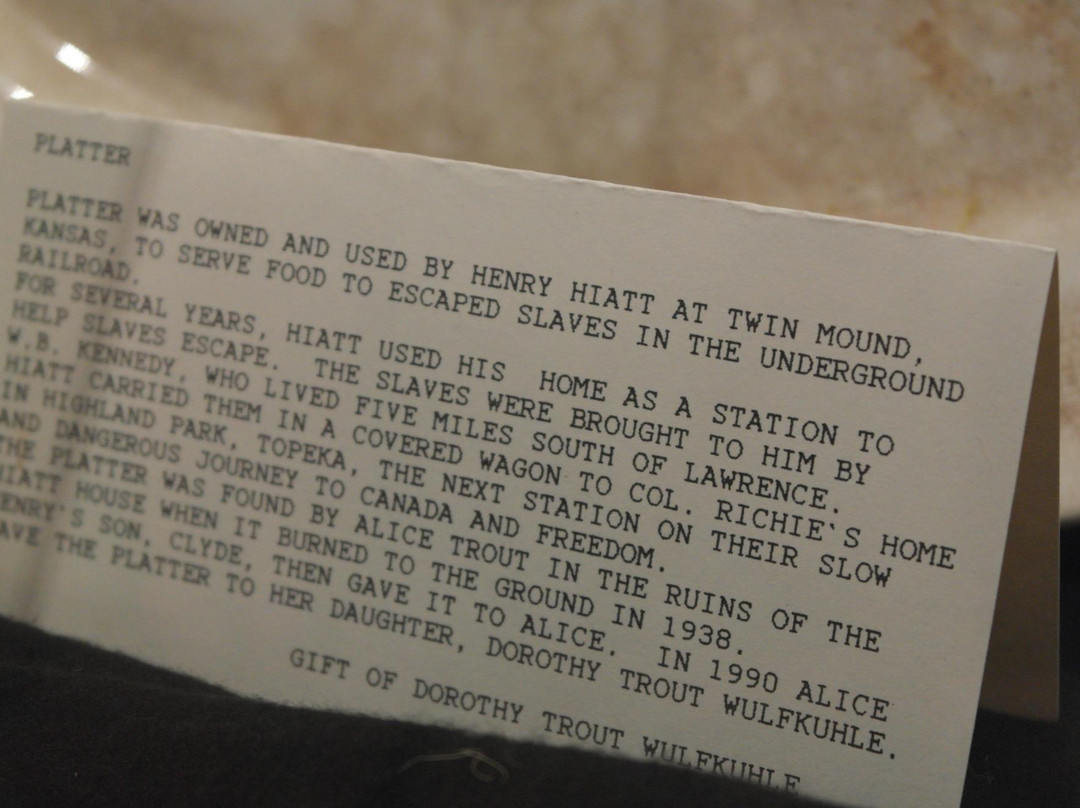 PLATTER
PLATTER WAS OWNED AND USED BY HENRY HIATT AT TWIN MOUND,
KANSAS, TO SERVE FOOD TO ESCAPED SLAVES IN THE UNDERGROUND
RAILROAD.
FOR SEVERAL YEARS, HIATT USED HIS HOME AS A STATION TO
HELP SLAVES ESCAPE. THE SLAVES WERE BROUGHT TO HIM BY
W.B. KENNEDY, WHO LIVED FIVE MILES SOUTH OF LAWRENCE.
HIATT CARRIED THEM IN A COVERED WAGON TO COL. RICHIE`S HOME
IN HIGHLAND PARK, TOPEKA, THE NEXT STATION ON THEIR SLOW
AND DANGEROUS JOURNEY TO CANADA AND FREEDOM.
THE PLATTER WAS FOUND BY ALICE TROUT IN THE RUINS OF THE
HIATT HOUSE WHEN IT BURNED TO THE GROUND IN 1938.
ENRY`S SON, CLYDE, THEN GAVE IT TO ALICE. IN 1990 ALICE
AVE THE PLATTER TO HER DAUGHTER, DOROTHY TROUT WULFKUHLE.
GIFT OF DOROTHY TROUT WULFKUHLE